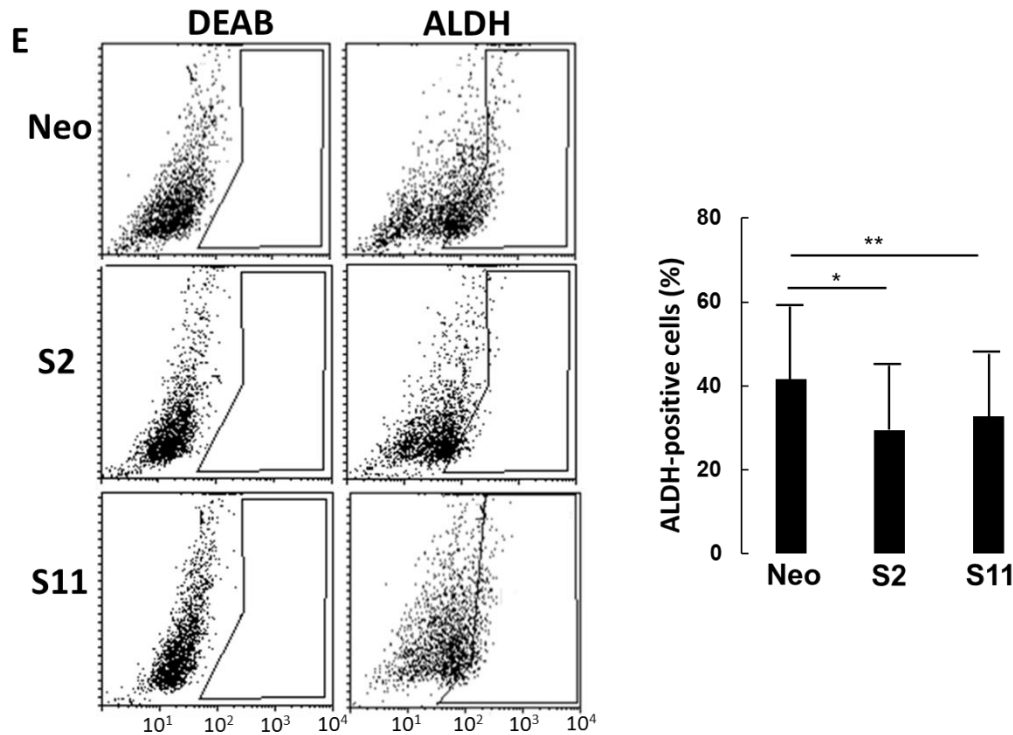 E
DEAB ALDH
Neo
S2
S11
10¹ 10² 10³ 10⁴ 10¹ 10² 10³ 10⁴
ALDH-positive cells (%)
80
60
40
20
0
**
*
Neo S2 S11